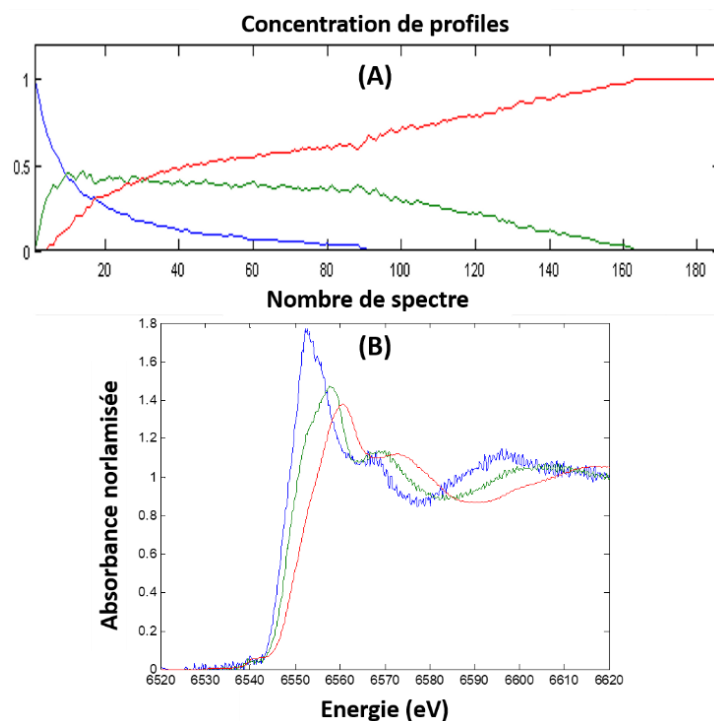 Concentration de profiles
(A)
1
0.5
0
20 40 60 80 100 120 140 160 180
Nombre de spectre
(B)
1.8
1.6
1.4
1.2
1
0.8
0.6
0.4
0.2
0
6520 6530 6540 6550 6560 6570 6580 6590 6600 6610 6620
Absorbance norlamisée
Energie (eV)